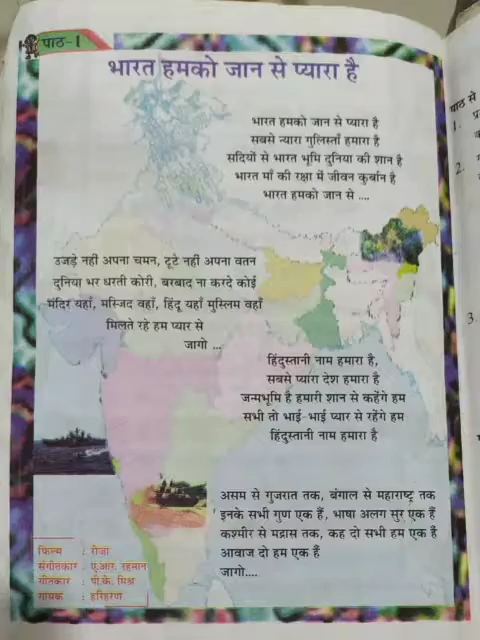 पाठ-1
भारत हमको जान से प्यारा है
भारत हमको जान से प्यारा है
सबसे न्यारा गुलिस्ताँ हमारा है
सदियों से भारत भूमि दुनिया की शान है
भारत माँ की रक्षा में जीवन कुर्बान है
भारत हमको जान से ....
उजड़े नहीं अपना चमन, टूटे नहीं अपना वतन
दुनिया भर धरती कोरी, बरबाद ना करदे कोई
मंदिर यहाँ, मस्जिद वहाँ, हिंदू यहाँ मुस्लिम वहाँ
मिलते रहे हम प्यार से
जागो ...
हिंदुस्तानी नाम हमारा है,
सबसे प्यारा देश हमारा है
जन्मभूमि है हमारी शान से कहेंगे हम
सभी तो भाई-भाई प्यार से रहेंगे हम
हिंदुस्तानी नाम हमारा है
असम से गुजरात तक, बंगाल से महाराष्ट्र तक
इनके सभी गुण एक हैं, भाषा अलग सुर एक हैं
कश्मीर से मद्रास तक, कह दो सभी हम एक हैं
आवाज दो हम एक हैं
जागो....
फिल्म : रोजा
संगीतकार : ए.आर. रहमान
गीतकार : पी.के. मिश्र
गायक : हरिहरण
पाठ से
1.
2.
3.